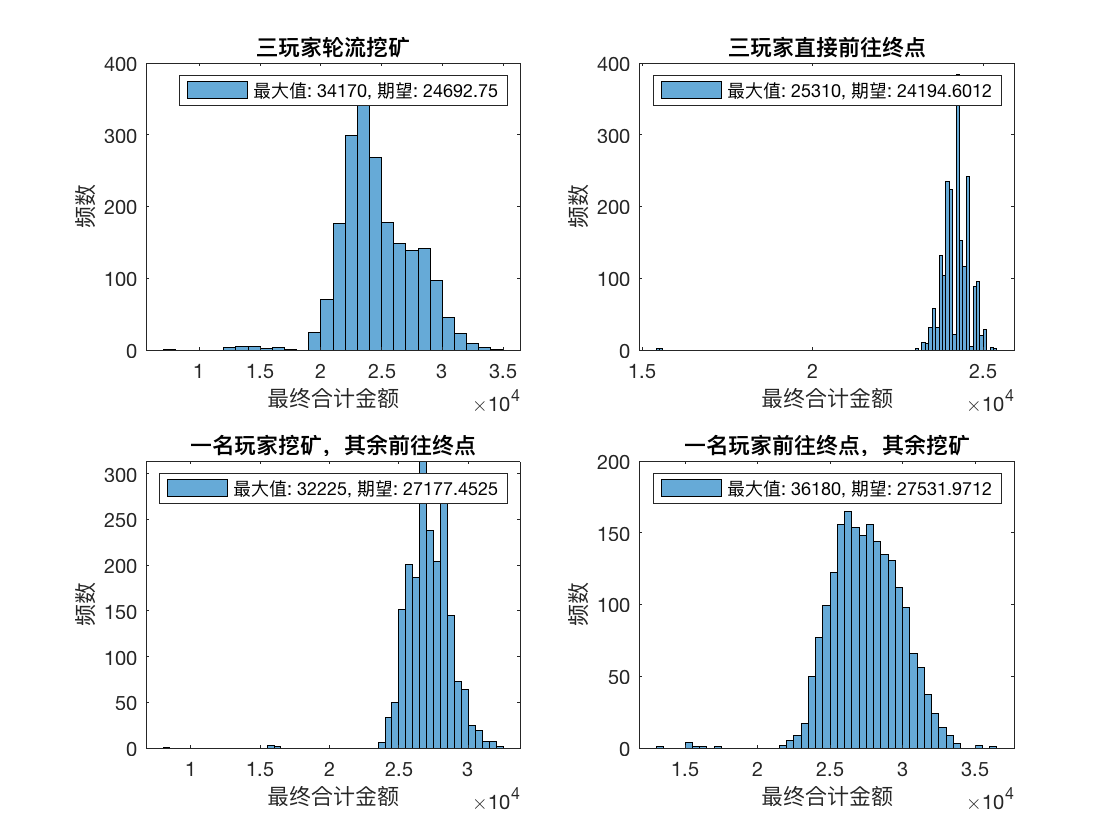 三玩家轮流挖矿
400
300
200
100
0
频数
最大值: 34170, 期望: 24692.75
1 1.5 2 2.5 3 3.5
最终合计金额
×10⁴
三玩家直接前往终点
400
300
200
100
0
频数
最大值: 25310, 期望: 24194.6012
1.5 2 2.5
最终合计金额
×10⁴
一名玩家挖矿，其余前往终点
300
250
200
150
100
50
0
频数
最大值: 32225, 期望: 27177.4525
1 1.5 2 2.5 3
最终合计金额
×10⁴
一名玩家前往终点，其余挖矿
200
150
100
50
0
频数
最大值: 36180, 期望: 27531.9712
1.5 2 2.5 3 3.5
最终合计金额
×10⁴